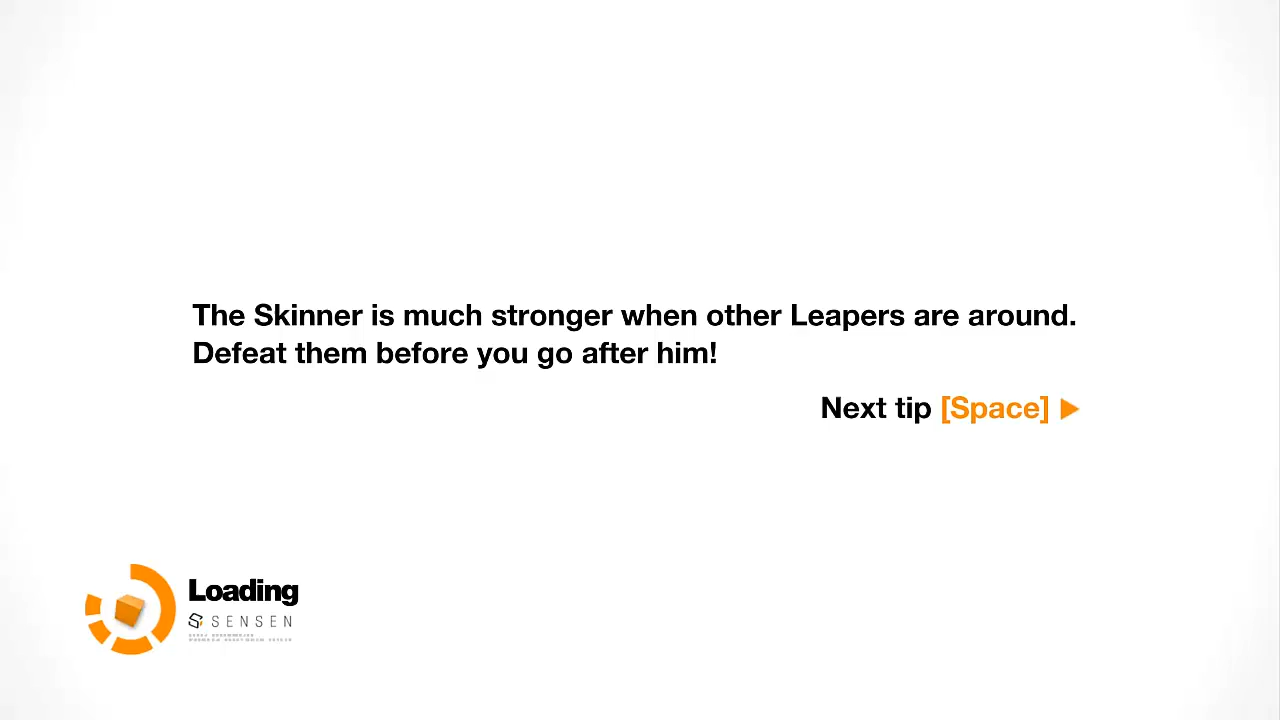 The Skinner is much stronger when other Leapers are around.
Defeat them before you go after him!
Next tip [Space]
Loading
SENSEN